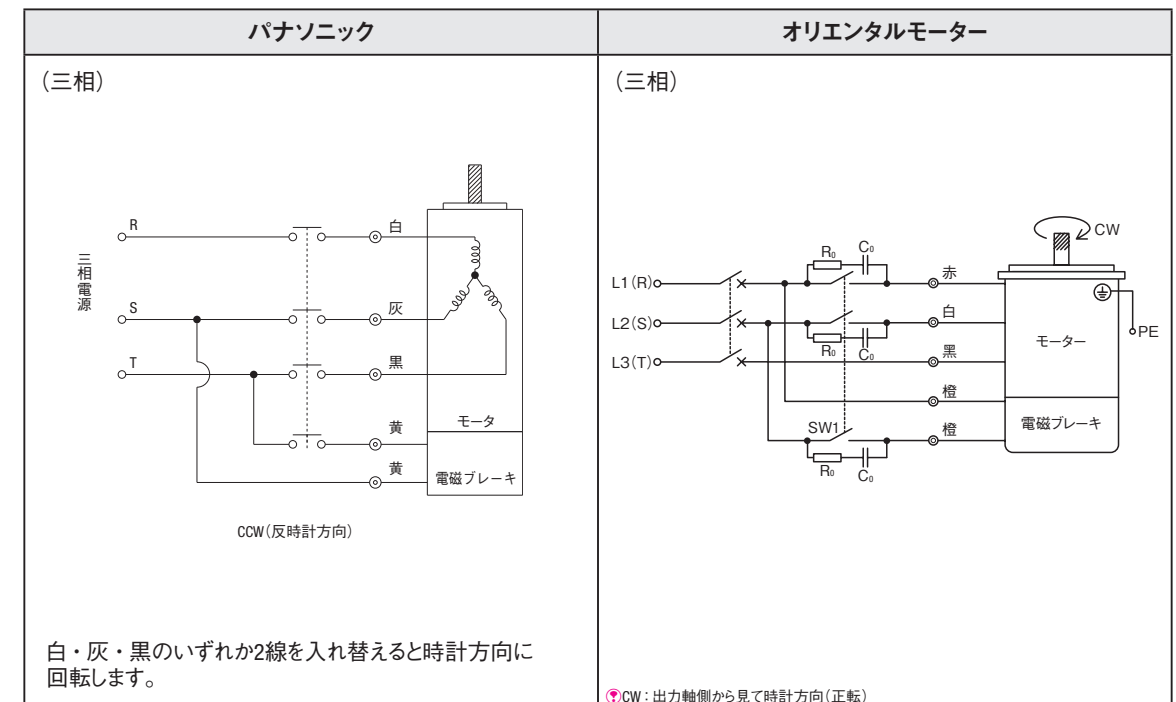 パナソニック
(三相)
三相電源
R
白
S
灰
T
黒
黄
モータ
黄
電磁ブレーキ
CCW(反時計方向)
白・灰・黒のいずれか2線を入れ替えると時計方向に
回転します。
オリエンタルモーター
(三相)
CW
R₀
C₀
L1(R)
赤
L2(S)
白
R₀
C₀
モーター
PE
L3(T)
黒
橙
SW1
橙
電磁ブレーキ
R₀
C₀
CW:出力軸側から見て時計方向(正転)